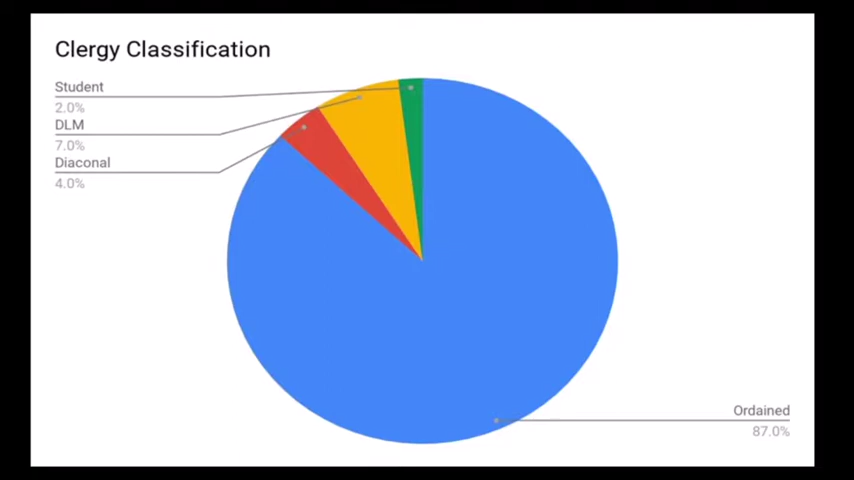 Clergy Classification
Student
2.0%
DLM
7.0%
Diaconal
4.0%
Ordained
87.0%